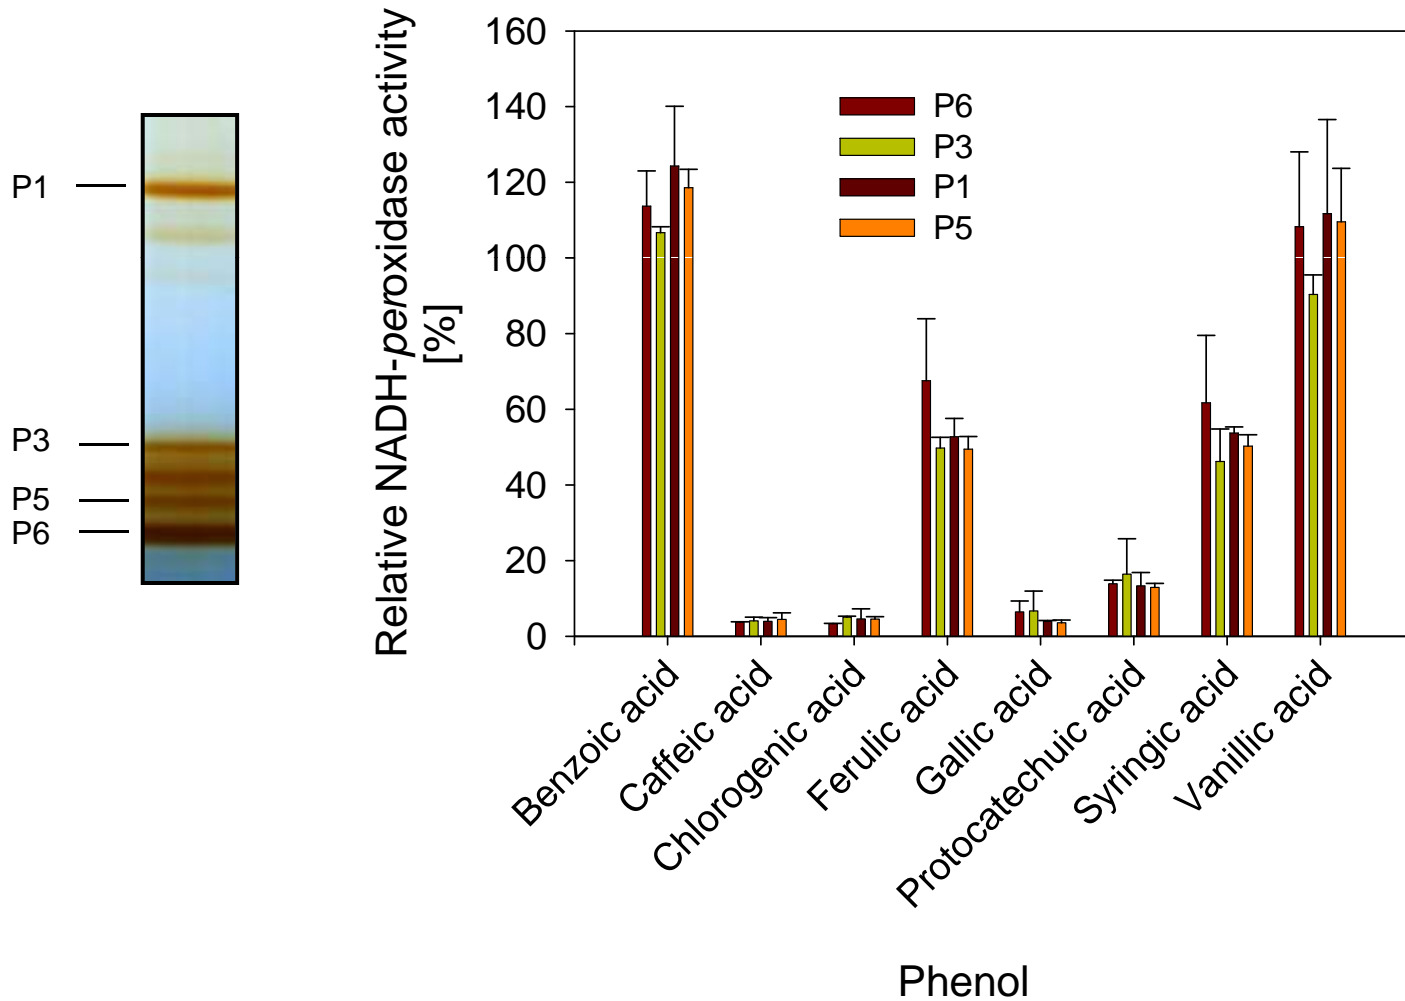 P1
P3
P5
P6
Relative NADH-peroxidase activity
[%]
160
140
120
100
80
60
40
20
0
P6
P3
P1
P5
Benzoic acid
Caffeic acid
Chlorogenic acid
Ferulic acid
Gallic acid
Protocatechuic acid
Syringic acid
Vanillic acid
Phenol